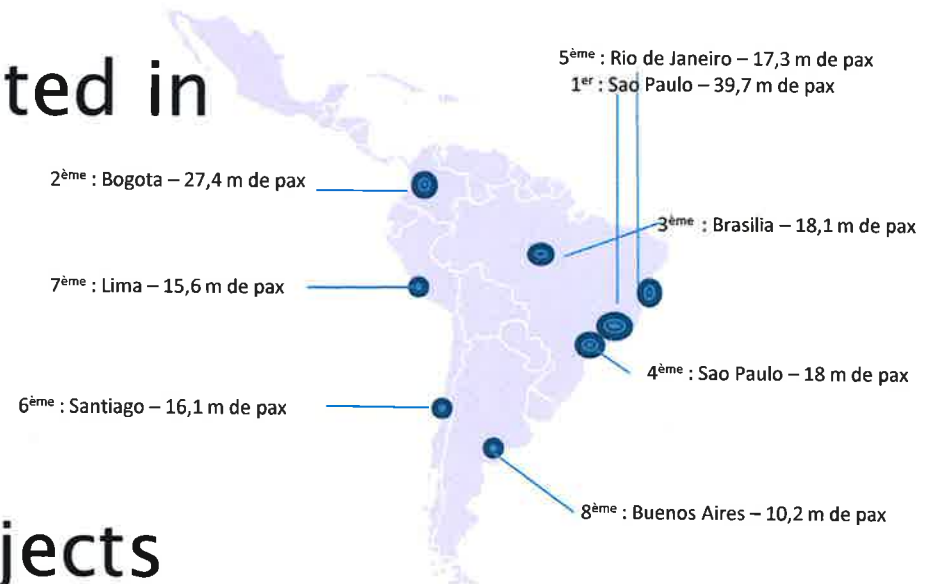 ted in
5ème : Rio de Janeiro – 17,3 m de pax
1er : Sao Paulo – 39,7 m de pax
2ème : Bogota – 27,4 m de pax
3ème : Brasilia – 18,1 m de pax
7ème : Lima – 15,6 m de pax
4ème : Sao Paulo – 18 m de pax
6ème : Santiago – 16,1 m de pax
8ème : Buenos Aires – 10,2 m de pax
jects